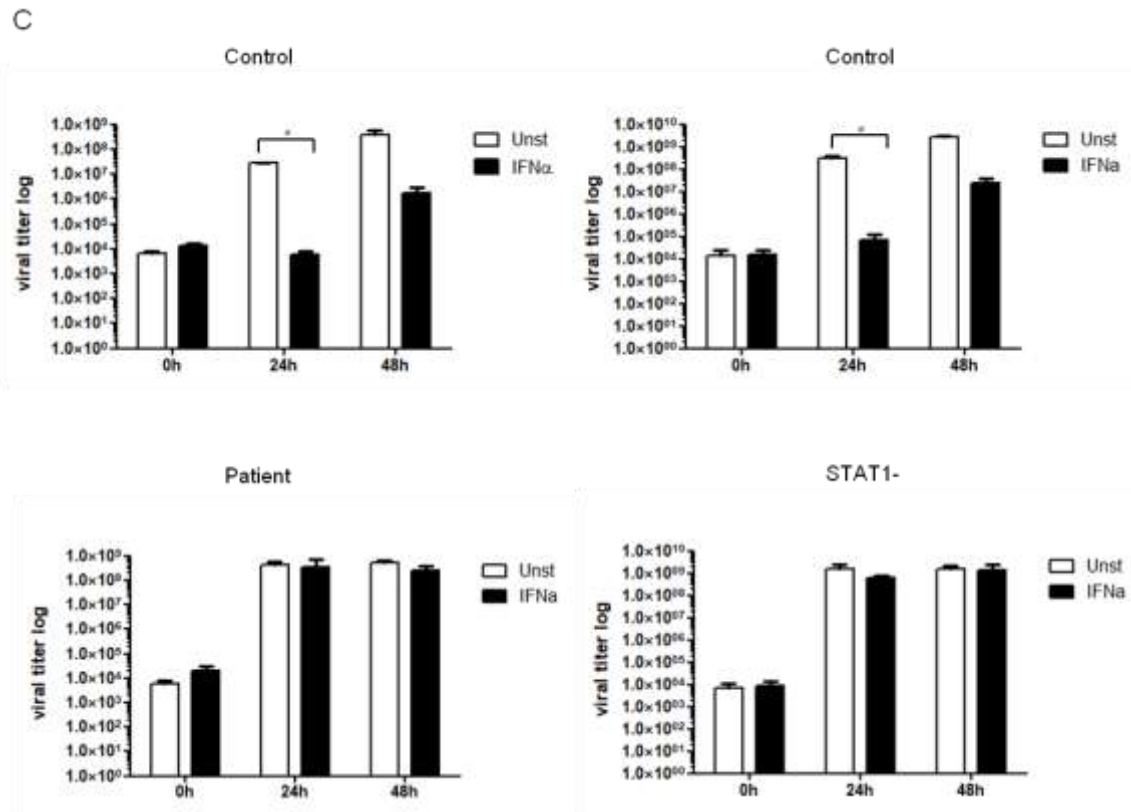 C
Control
viral titer log
1.0×10⁹
1.0×10⁸
1.0×10⁷
1.0×10⁶
1.0×10⁵
1.0×10⁴
1.0×10³
1.0×10²
1.0×10¹
1.0×10⁰
*
Unst
IFNα
0h 24h 48h
Control
viral titer log
1.0×10¹⁰
1.0×10⁰⁹
1.0×10⁰⁸
1.0×10⁰⁷
1.0×10⁰⁶
1.0×10⁰⁵
1.0×10⁰⁴
1.0×10⁰³
1.0×10⁰²
1.0×10⁰¹
1.0×10⁰⁰
*
Unst
IFNa
0h 24h 48h
Patient
viral titer log
1.0×10⁹
1.0×10⁸
1.0×10⁷
1.0×10⁶
1.0×10⁵
1.0×10⁴
1.0×10³
1.0×10²
1.0×10¹
1.0×10⁰
Unst
IFNa
0h 24h 48h
STAT1-
viral titer log
1.0×10¹⁰
1.0×10⁰⁹
1.0×10⁰⁸
1.0×10⁰⁷
1.0×10⁰⁶
1.0×10⁰⁵
1.0×10⁰⁴
1.0×10⁰³
1.0×10⁰²
1.0×10⁰¹
1.0×10⁰⁰
Unst
IFNa
0h 24h 48h